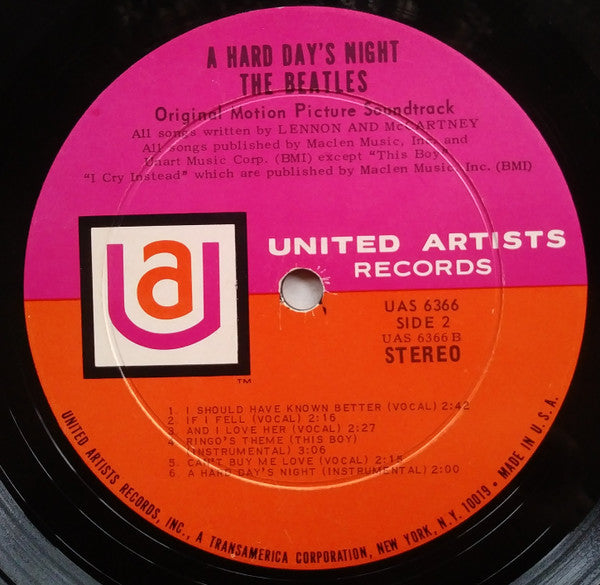 A HARD DAY'S NIGHT
THE BEATLES
Original Motion Picture Soundtrack
All songs written by LENNON AND McCARTNEY
All songs published by Maclen Music, Inc. and
Unart Music Corp. (BMI) except "This Boy"
"I Cry Instead" which are published by Maclen Music, Inc. (BMI)
ua
UNITED ARTISTS
RECORDS
TM
UAS 6366
SIDE 2
UAS 6366 B
STEREO
1. I SHOULD HAVE KNOWN BETTER (VOCAL) 2:42
2. IF I FELL (VOCAL) 2:16
3. AND I LOVE HER (VOCAL) 2:27
4. RINGO'S THEME (THIS BOY)
(INSTRUMENTAL) 3:06
5. CAN'T BUY ME LOVE (VOCAL) 2:15
6. A HARD DAY'S NIGHT (INSTRUMENTAL) 2:00
UNITED ARTISTS RECORDS, INC., A TRANSAMERICA CORPORATION, NEW YORK, N.Y. 10019 • MADE IN U.S.A.